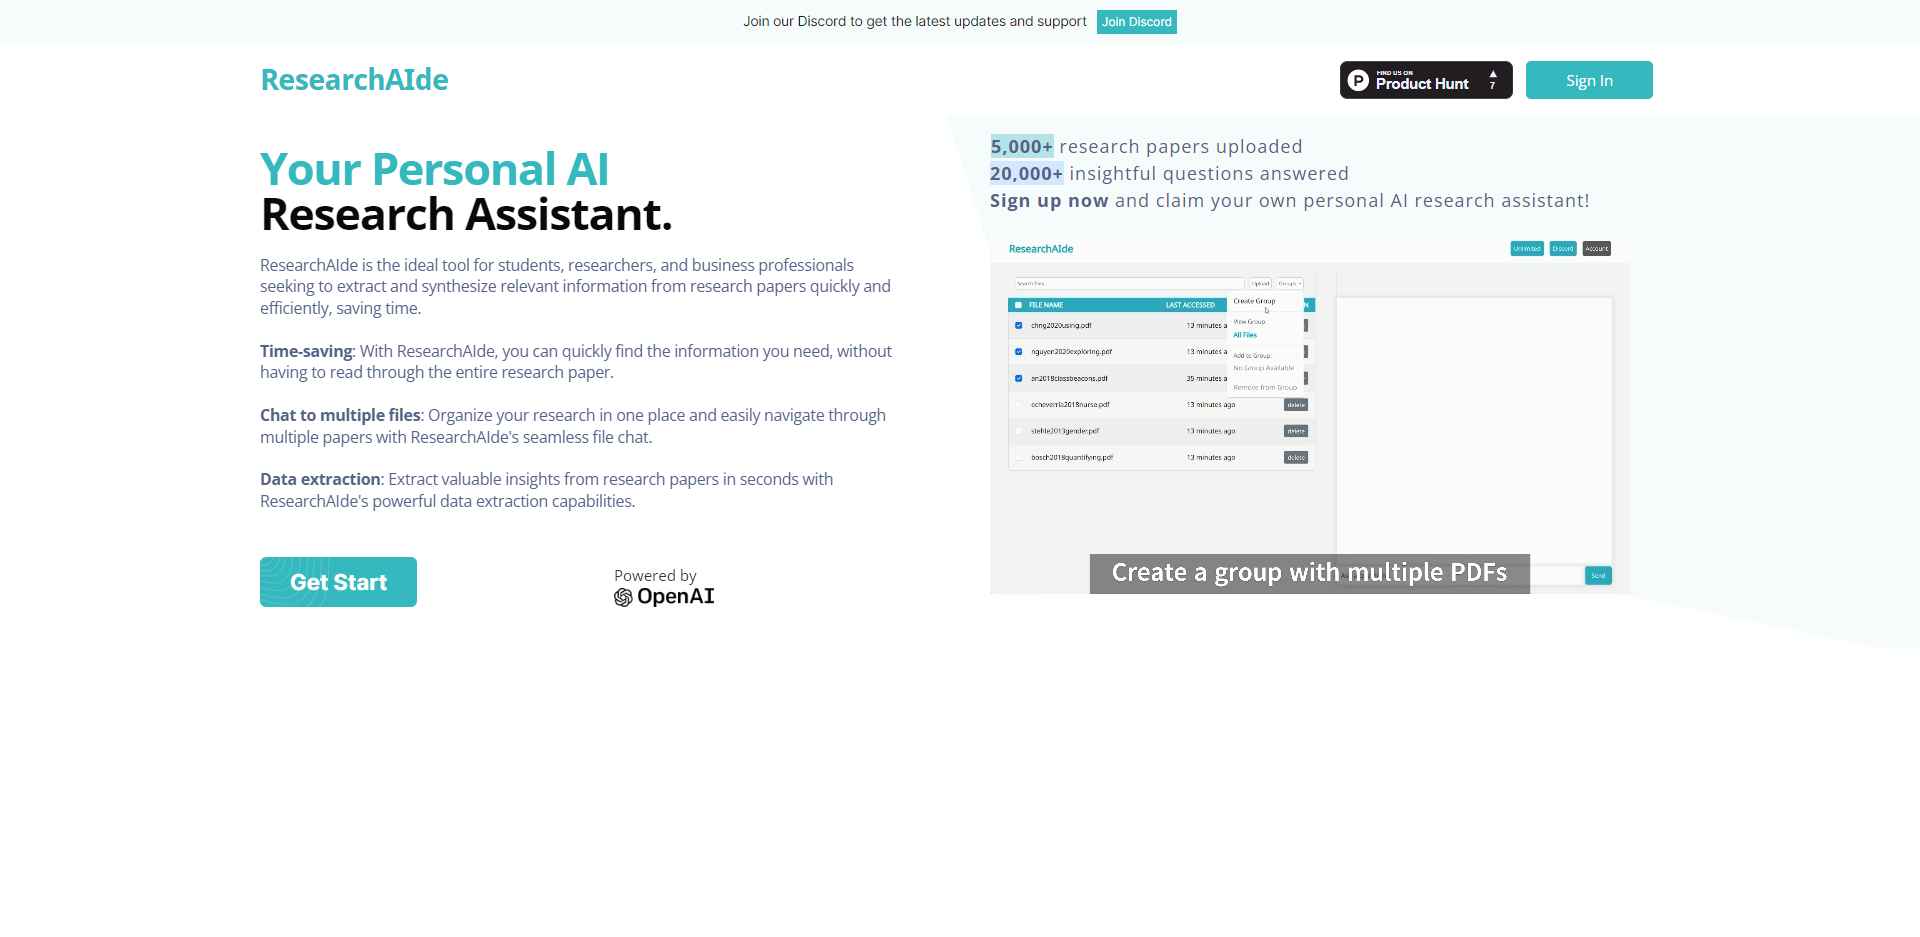 Join our Discord to get the latest updates and support Join Discord
ResearchAIde
FIND US ON
Product Hunt
7
Sign In
Your Personal AI
Research Assistant.
ResearchAIde is the ideal tool for students, researchers, and business professionals
seeking to extract and synthesize relevant information from research papers quickly and
efficiently, saving time.
Time-saving: With ResearchAIde, you can quickly find the information you need, without
having to read through the entire research paper.
Chat to multiple files: Organize your research in one place and easily navigate through
multiple papers with ResearchAIde's seamless file chat.
Data extraction: Extract valuable insights from research papers in seconds with
ResearchAIde's powerful data extraction capabilities.
Get Start
Powered by
OpenAI
5,000+ research papers uploaded
20,000+ insightful questions answered
Sign up now and claim your own personal AI research assistant!
ResearchAIde
Unlimited Discord Account
Search files
Upload Groups
FILE NAME LAST ACCESSED
Create Group
View Group
All Files
Add to Group
No Group Available
Remove from Group
chng2020using.pdf 13 minutes a
nguyen2020exploring.pdf 13 minutes a
an2018classbeacons.pdf 35 minutes a
echeverria2018nurse.pdf 13 minutes ago delete
stehle2013gender.pdf 13 minutes ago delete
bosch2018quantifying.pdf 13 minutes ago delete
Create a group with multiple PDFs
Send